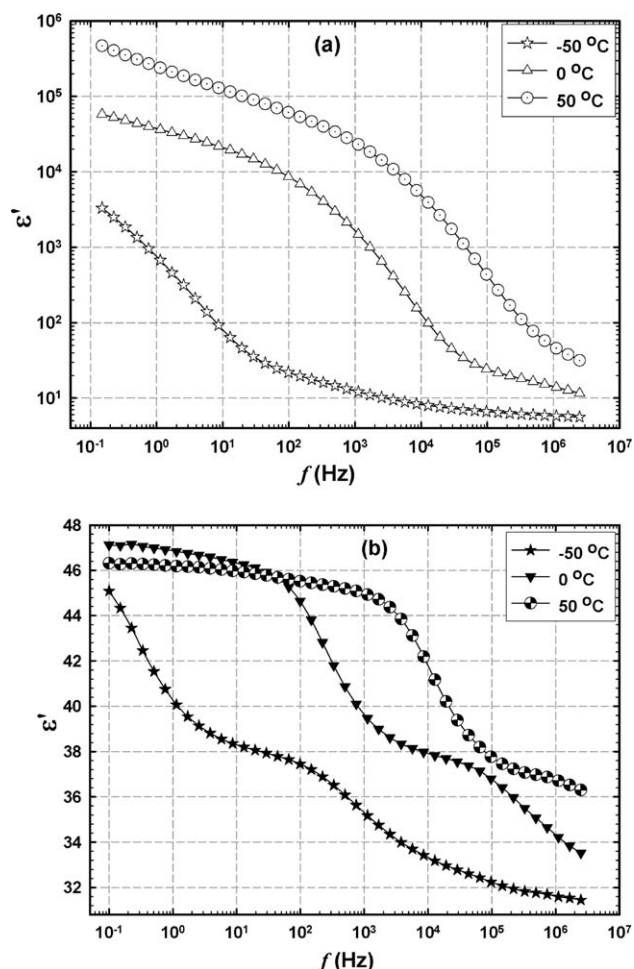 (a)
-50 °C
0 °C
50 °C
10⁶
10⁵
10⁴
10³
10²
10¹
ε'
10⁻¹ 10⁰ 10¹ 10² 10³ 10⁴ 10⁵ 10⁶ 10⁷
f (Hz)
(b)
-50 °C
0 °C
50 °C
48
46
44
42
40
38
36
34
32
ε'
10⁻¹ 10⁰ 10¹ 10² 10³ 10⁴ 10⁵ 10⁶ 10⁷
f (Hz)